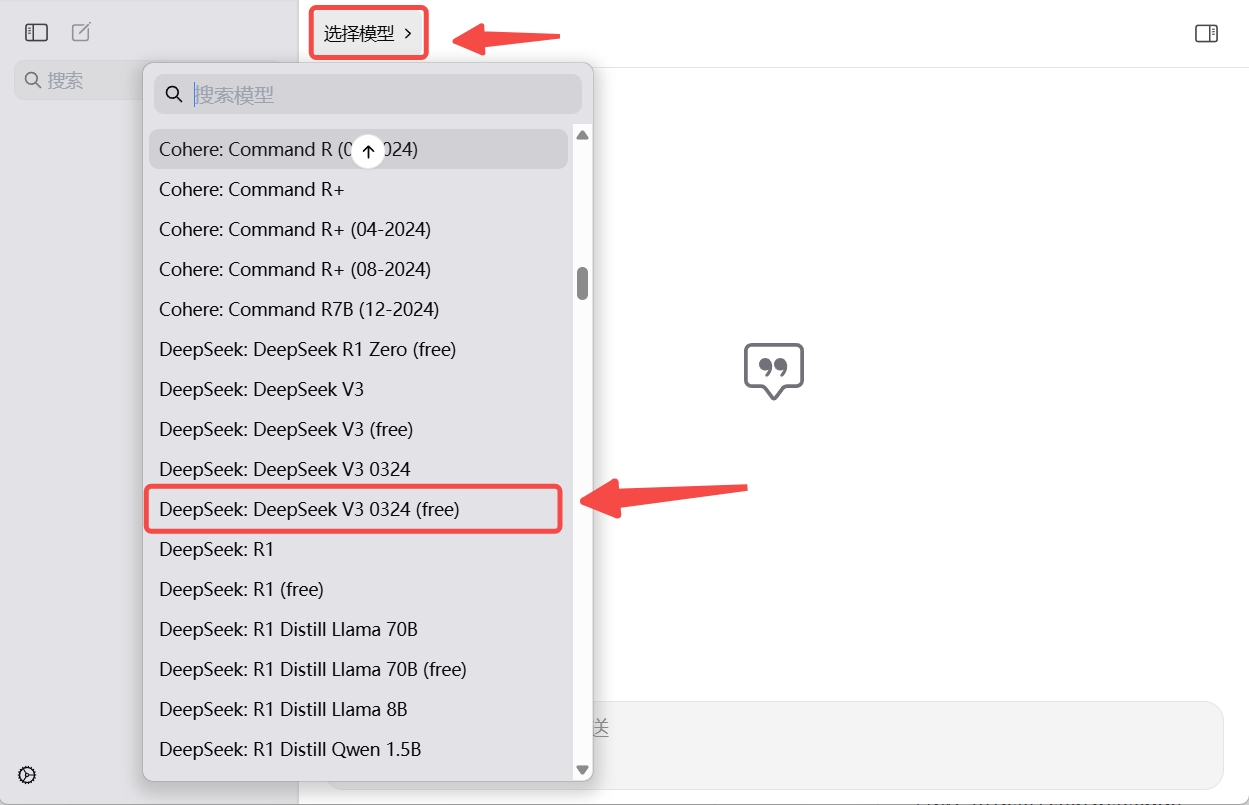 选择模型
搜索
搜索模型
Cohere: Command R (0 024)
Cohere: Command R+
Cohere: Command R+ (04-2024)
Cohere: Command R+ (08-2024)
Cohere: Command R7B (12-2024)
DeepSeek: DeepSeek R1 Zero (free)
DeepSeek: DeepSeek V3
DeepSeek: DeepSeek V3 (free)
DeepSeek: DeepSeek V3 0324
DeepSeek: DeepSeek V3 0324 (free)
DeepSeek: R1
DeepSeek: R1 (free)
DeepSeek: R1 Distill Llama 70B
DeepSeek: R1 Distill Llama 70B (free)
DeepSeek: R1 Distill Llama 8B
DeepSeek: R1 Distill Qwen 1.5B
送